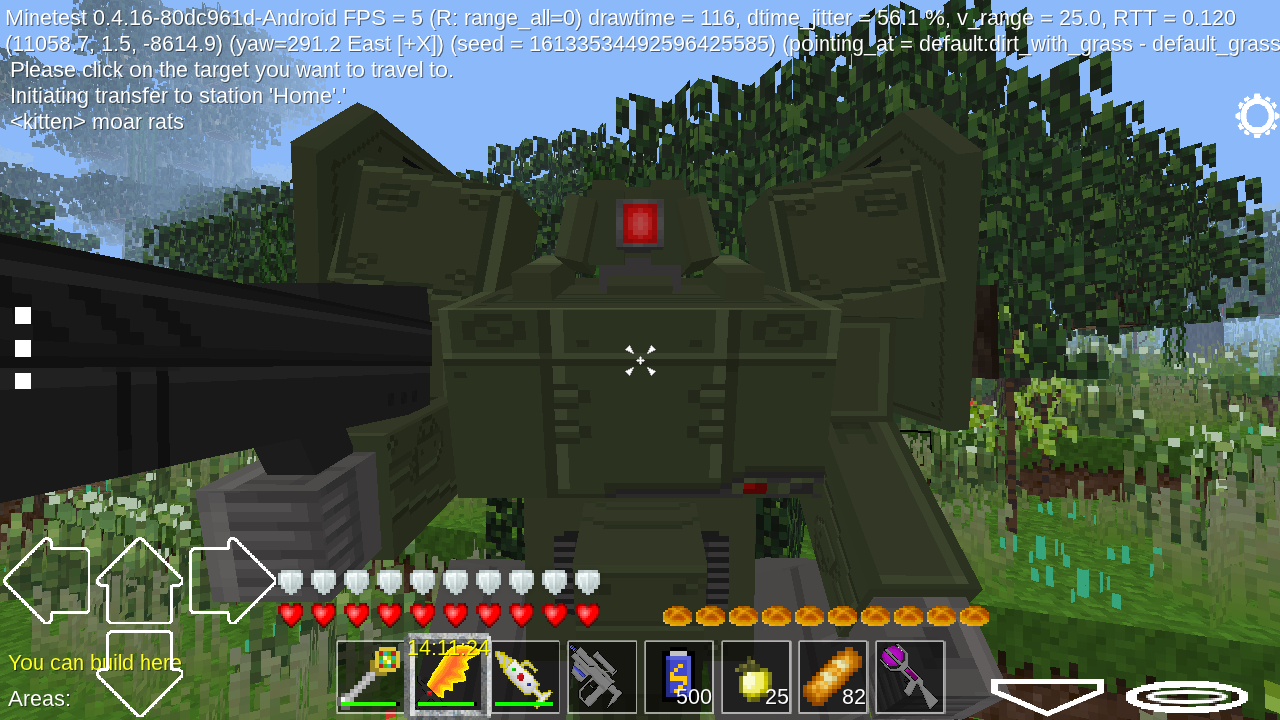 Minetest 0.4.16-80dc961d-Android FPS = 5 (R: range_all=0) drawtime = 116, dtime_jitter = 56.1 %, v_range = 25.0, RTT = 0.120
(11058.7, 1.5, -8614.9) (yaw=291.2 East [+X]) (seed = 16133534492596425585) (pointing_at = default:dirt_with_grass - default_grass
Please click on the target you want to travel to.
Initiating transfer to station 'Home'.'
<kitten> moar rats
14:11:24
You can build here
Areas:
500
25
82